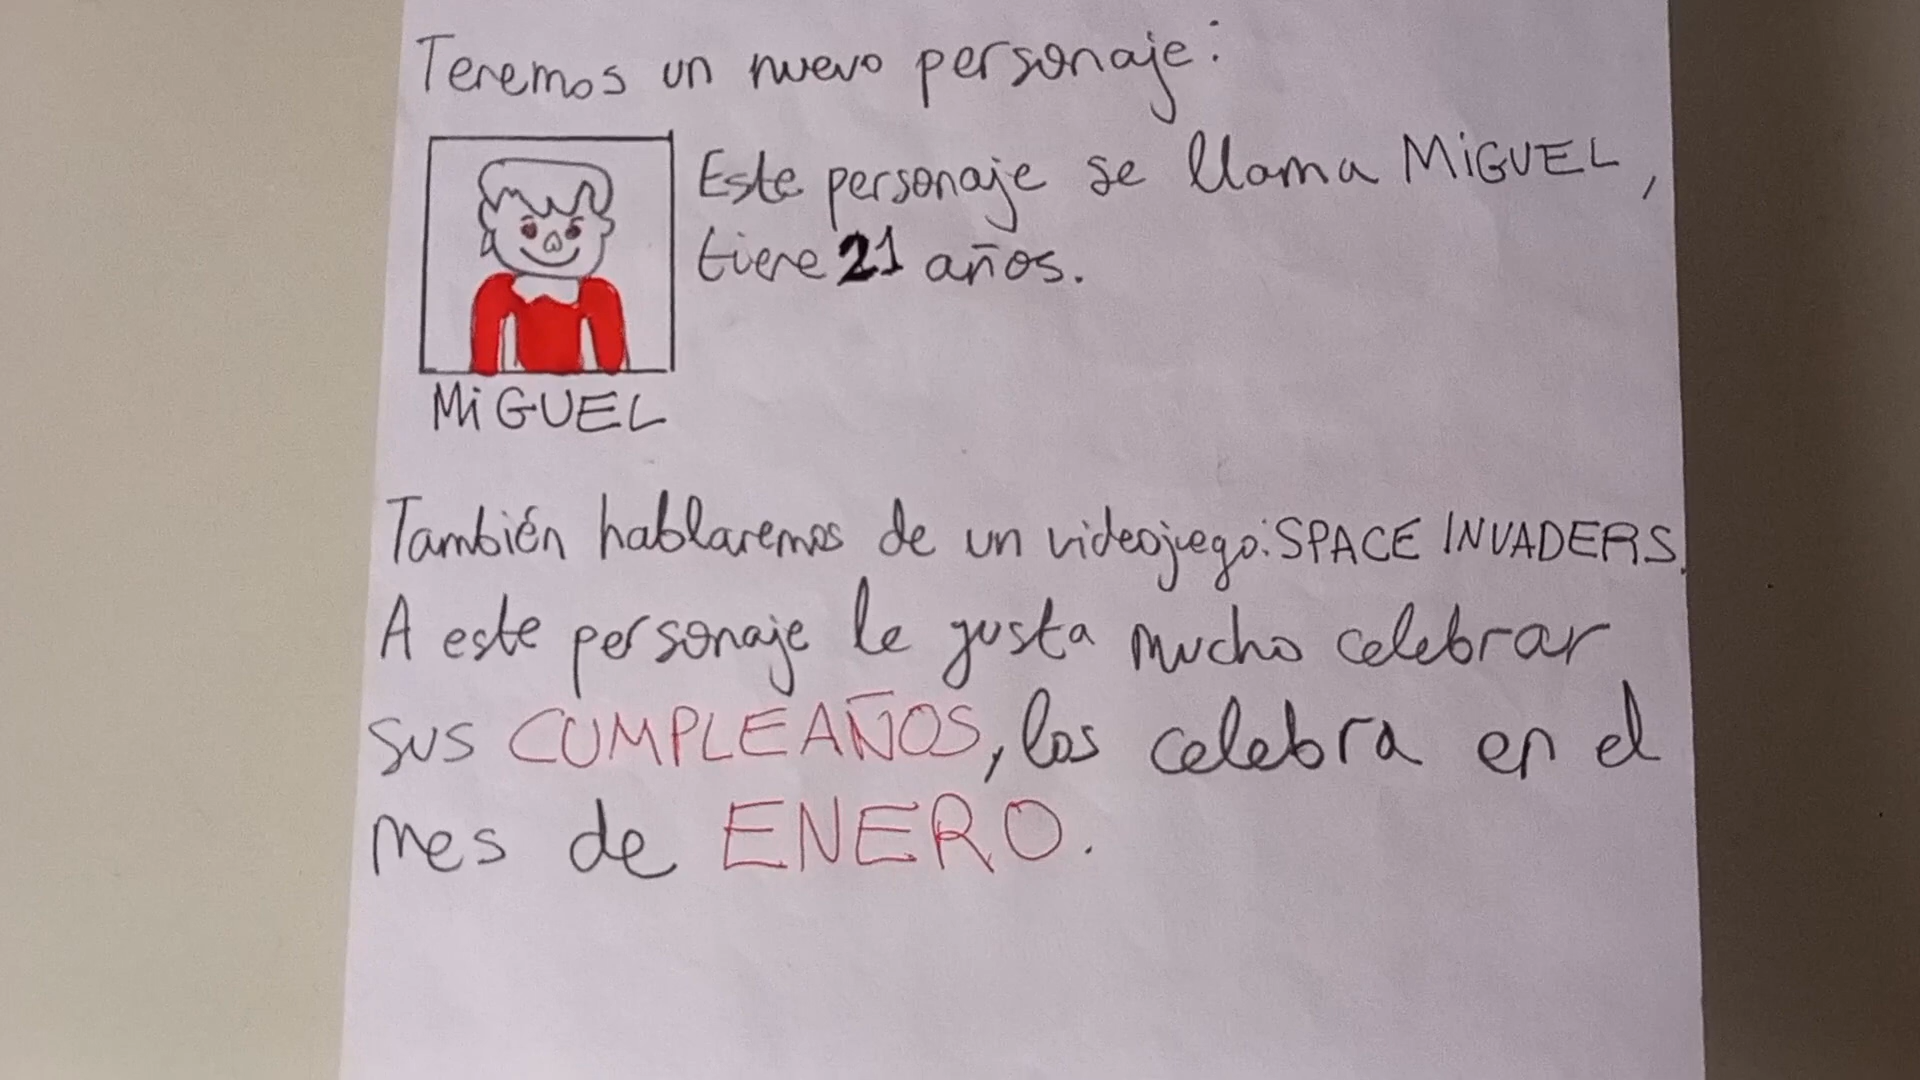 Teremos un nuevo personaje:
Este personaje se llama MiGUEL,
tiene 21 años.
MiGUEL
También hablaremos de un videojuego: SPACE INVADERS.
A este personaje le gusta mucho celebrar
sus CUMPLEAÑOS, los celebra en el
mes de ENERO.